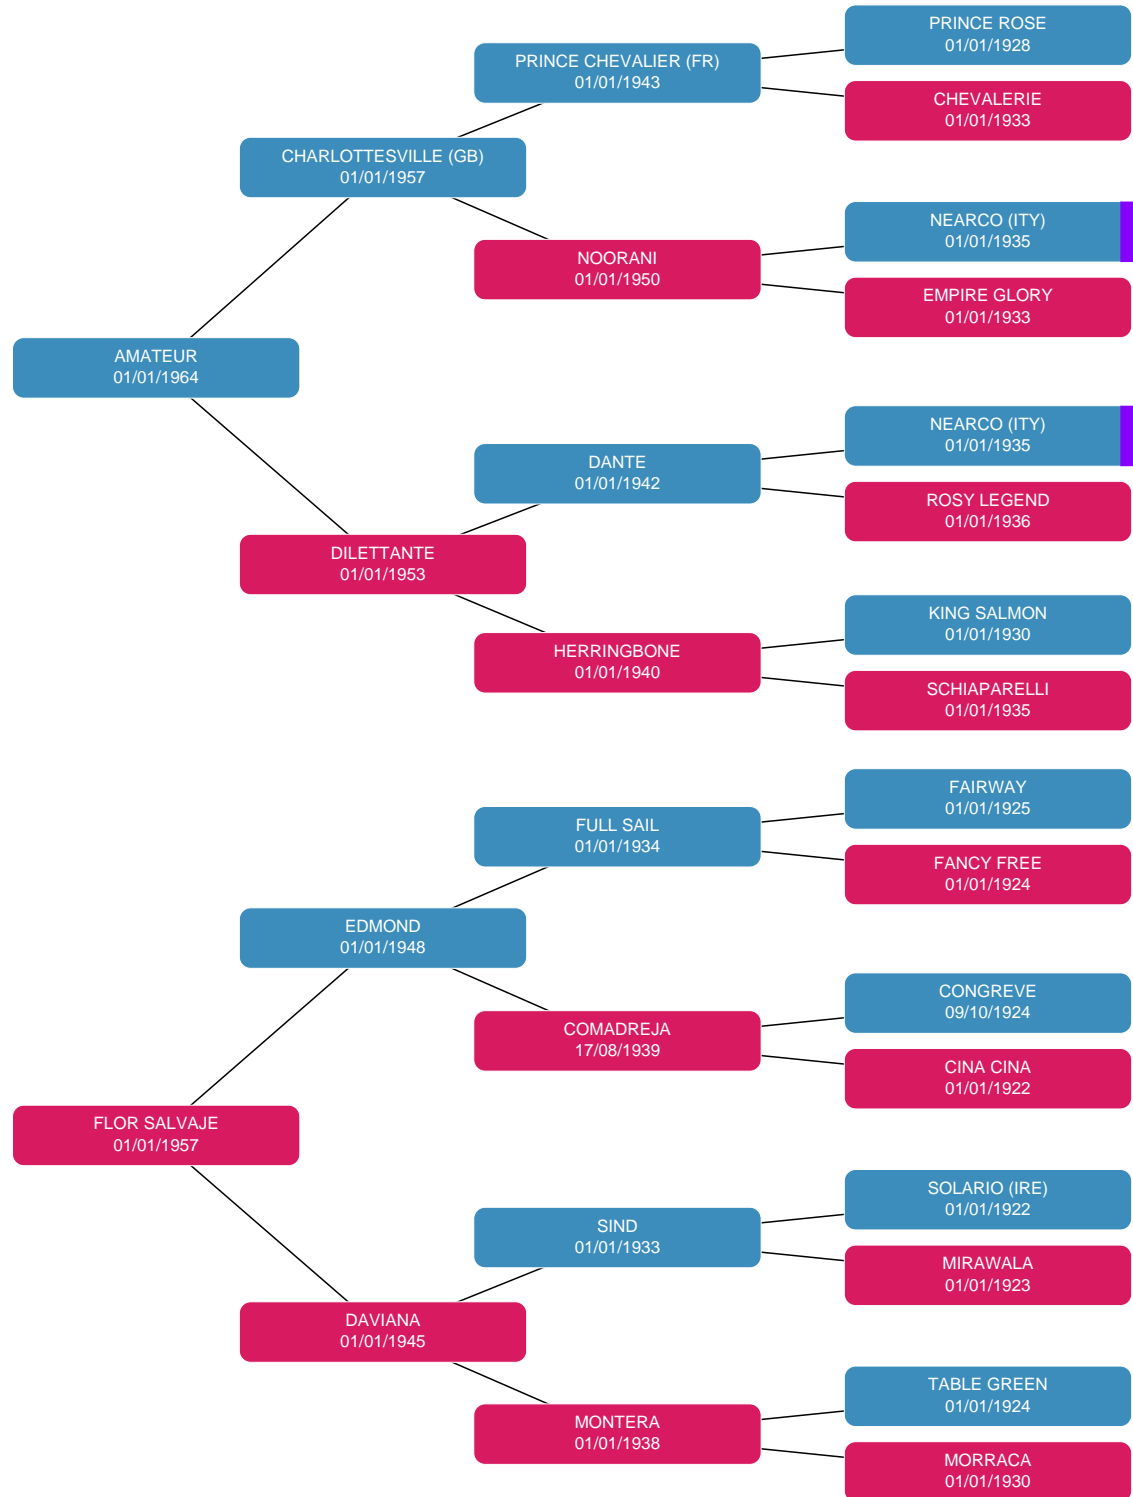 PRINCE ROSE
01/01/1928
PRINCE CHEVALIER (FR)
01/01/1943
CHEVALERIE
01/01/1933
CHARLOTTESVILLE (GB)
01/01/1957
NEARCO (ITY)
01/01/1935
NOORANI
01/01/1950
EMPIRE GLORY
01/01/1933
AMATEUR
01/01/1964
NEARCO (ITY)
01/01/1935
DANTE
01/01/1942
ROSY LEGEND
01/01/1936
DILETTANTE
01/01/1953
KING SALMON
01/01/1930
HERRINGBONE
01/01/1940
SCHIAPARELLI
01/01/1935
FAIRWAY
01/01/1925
FULL SAIL
01/01/1934
FANCY FREE
01/01/1924
EDMOND
01/01/1948
CONGREVE
09/10/1924
COMADREJA
17/08/1939
CINA CINA
01/01/1922
FLOR SALVAJE
01/01/1957
SOLARIO (IRE)
01/01/1922
SIND
01/01/1933
MIRAWALA
01/01/1923
DAVIANA
01/01/1945
TABLE GREEN
01/01/1924
MONTERA
01/01/1938
MORRACA
01/01/1930